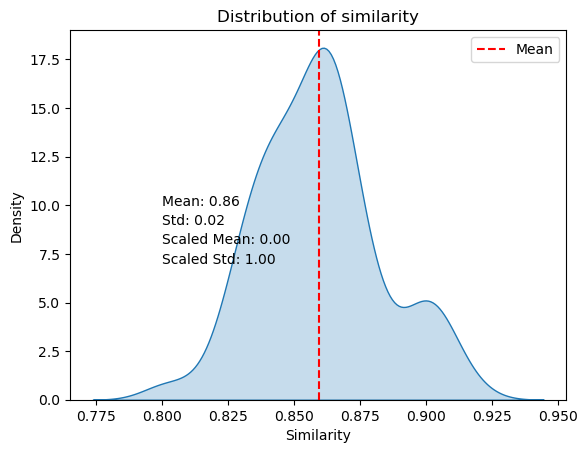 Distribution of similarity
Mean
17.5
15.0
12.5
10.0
7.5
5.0
2.5
0.0
Density
Mean: 0.86
Std: 0.02
Scaled Mean: 0.00
Scaled Std: 1.00
0.775 0.800 0.825 0.850 0.875 0.900 0.925 0.950
Similarity